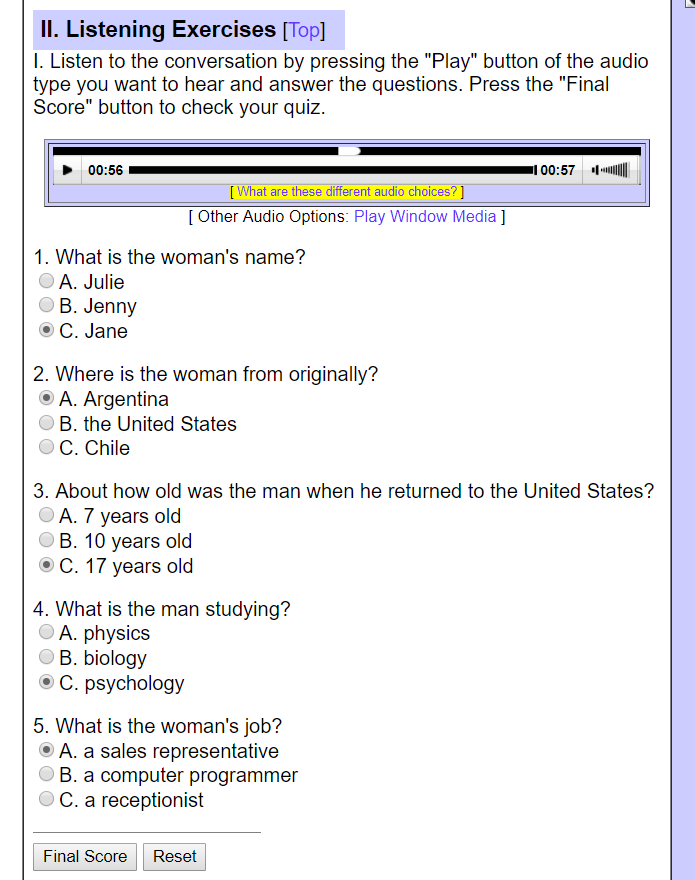 II. Listening Exercises [Top]
I. Listen to the conversation by pressing the "Play" button of the audio
type you want to hear and answer the questions. Press the "Final
Score" button to check your quiz.
00:56 00:57
[ What are these different audio choices? ]
[ Other Audio Options: Play Window Media ]
1. What is the woman's name?
A. Julie
B. Jenny
C. Jane
2. Where is the woman from originally?
A. Argentina
B. the United States
C. Chile
3. About how old was the man when he returned to the United States?
A. 7 years old
B. 10 years old
C. 17 years old
4. What is the man studying?
A. physics
B. biology
C. psychology
5. What is the woman's job?
A. a sales representative
B. a computer programmer
C. a receptionist
Final Score Reset